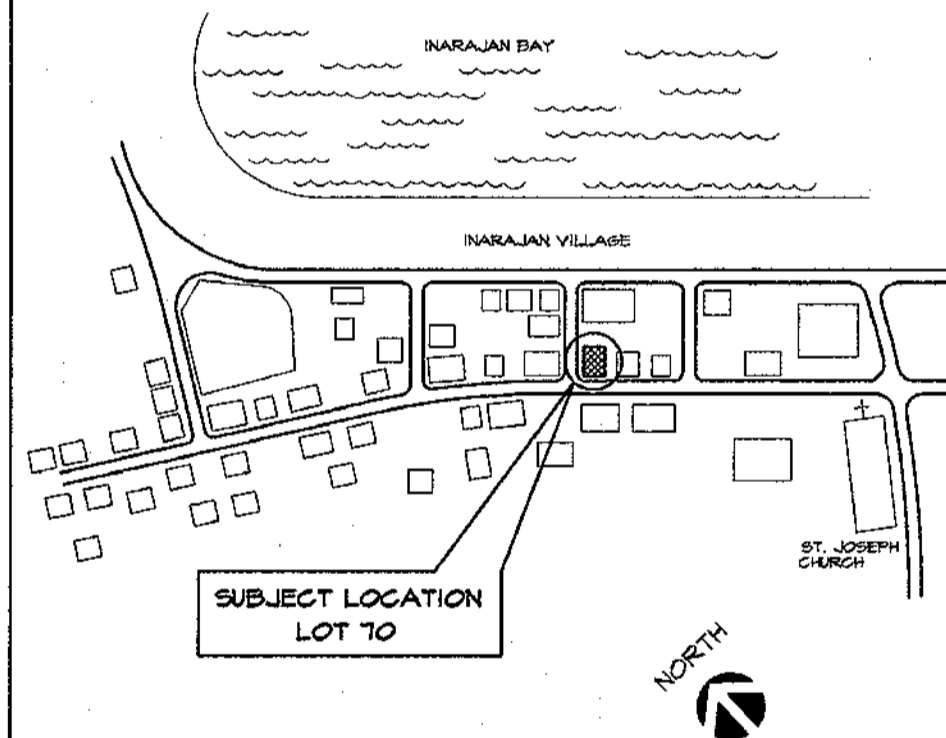 INARAJAN BAY
INARAJAN VILLAGE
ST. JOSEPH
CHURCH
SUBJECT LOCATION
LOT 70
NORTH